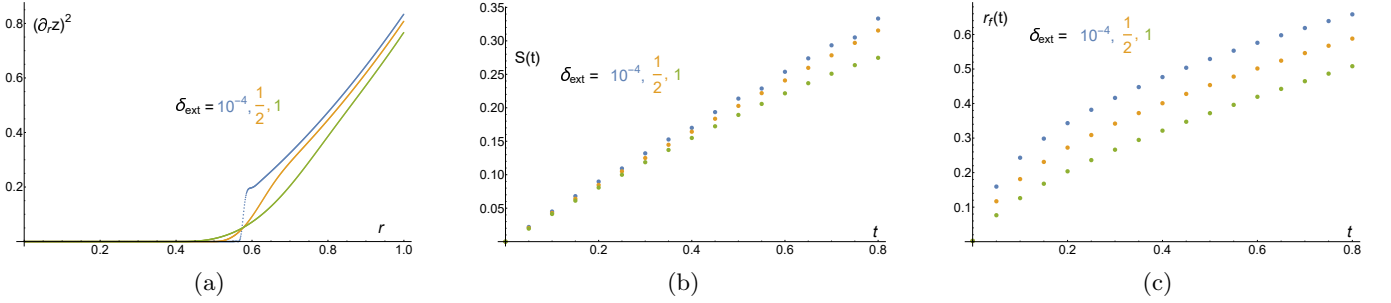 (∂ᵣz)²
0.8
0.6
0.4
0.2
δext = 10⁻⁴, 1/2, 1
0.2 0.4 0.6 0.8 1.0
r
(a)
0.35
0.30
0.25
0.20
0.15
0.10
0.05
S(t)
δext = 10⁻⁴, 1/2, 1
0 0.2 0.4 0.6 0.8
t
(b)
r_f(t)
0.6
0.5
0.4
0.3
0.2
0.1
δext = 10⁻⁴, 1/2, 1
0 0.2 0.4 0.6 0.8
t
(c)